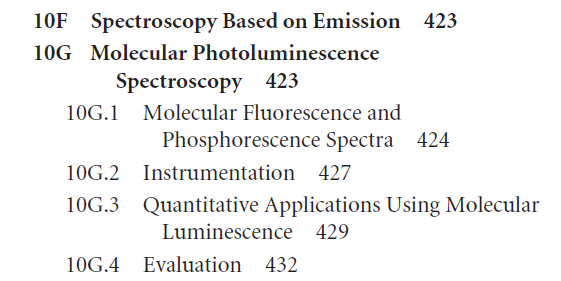 10F Spectroscopy Based on Emission 423
10G Molecular Photoluminescence
Spectroscopy 423
10G.1 Molecular Fluorescence and
Phosphorescence Spectra 424
10G.2 Instrumentation 427
10G.3 Quantitative Applications Using Molecular
Luminescence 429
10G.4 Evaluation 432